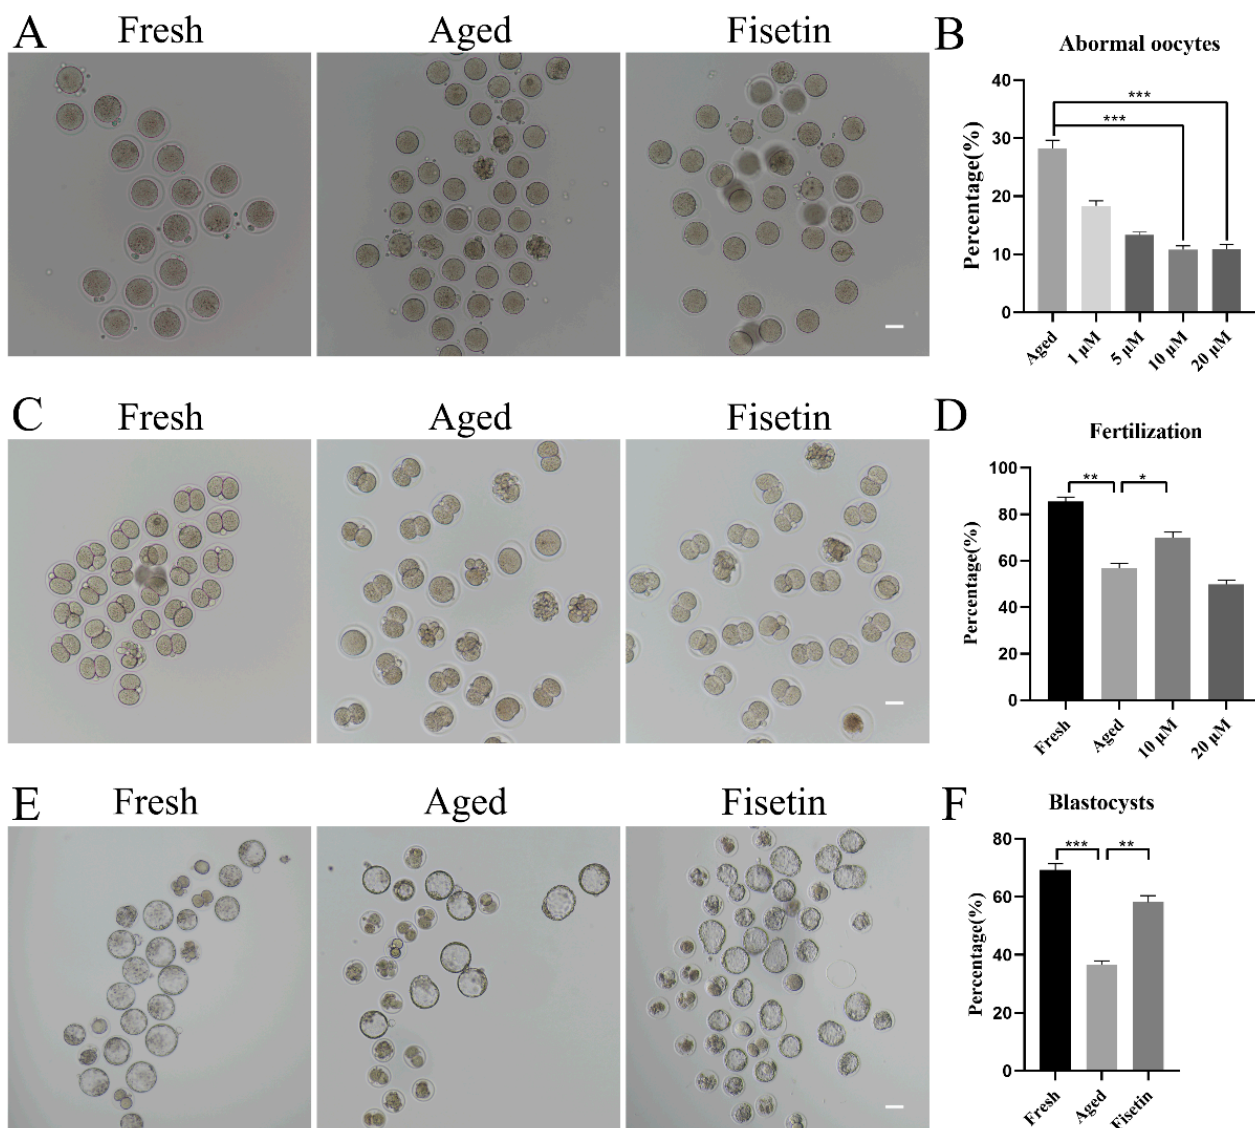 A
Fresh
Aged
Fisetin
B
Abormal oocytes
Percentage(%)
40
30
20
10
0
***
***
Aged
1 μM
5 μM
10 μM
20 μM
C
Fresh
Aged
Fisetin
D
Fertilization
Percentage(%)
100
80
60
40
20
0
**
*
Fresh
Aged
10 μM
20 μM
E
Fresh
Aged
Fisetin
F
Blastocysts
Percentage(%)
80
60
40
20
0
***
**
Fresh
Aged
Fisetin